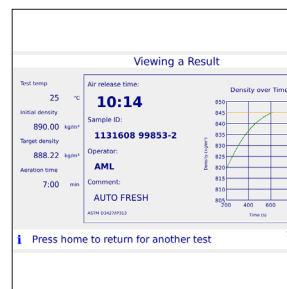 Viewing a Result
Test temp
25 °C
Initial density
890.00 kg/m³
Target density
888.22 kg/m³
Aeration time
7:00 min
Air release time:
10:14
Sample ID:
1131608 99853-2
Operator:
AML
Comment:
AUTO FRESH
ASTM D3427/IP313
Density over Time
Density (kg/m³)
850
845
840
835
830
825
820
815
810
805
200 400 600
Time (s)
i Press home to return for another test